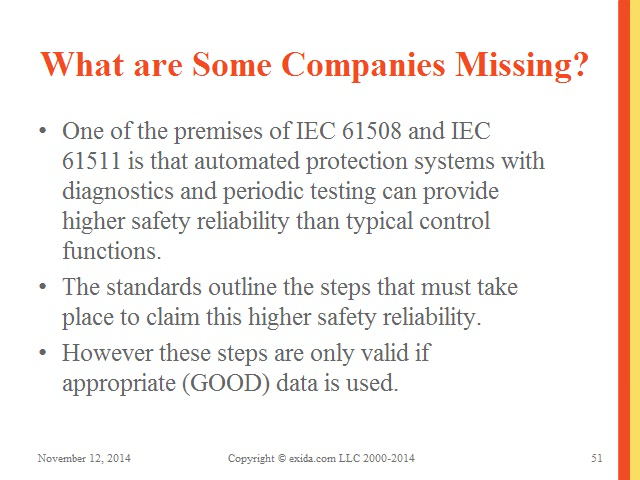 What are Some Companies Missing?
• One of the premises of IEC 61508 and IEC
61511 is that automated protection systems with
diagnostics and periodic testing can provide
higher safety reliability than typical control
functions.
• The standards outline the steps that must take
place to claim this higher safety reliability.
• However these steps are only valid if
appropriate (GOOD) data is used.
November 12, 2014 Copyright © exida.com LLC 2000-2014 51